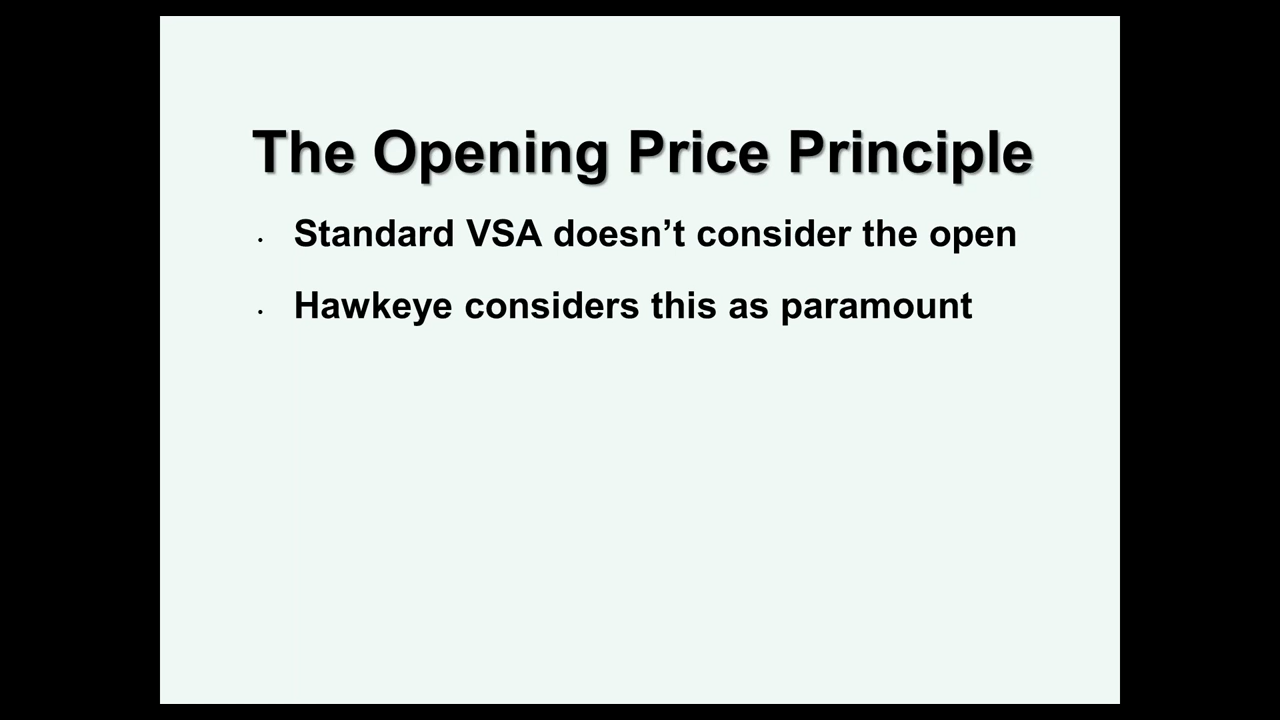 The Opening Price Principle
• Standard VSA doesn’t consider the open
• Hawkeye considers this as paramount